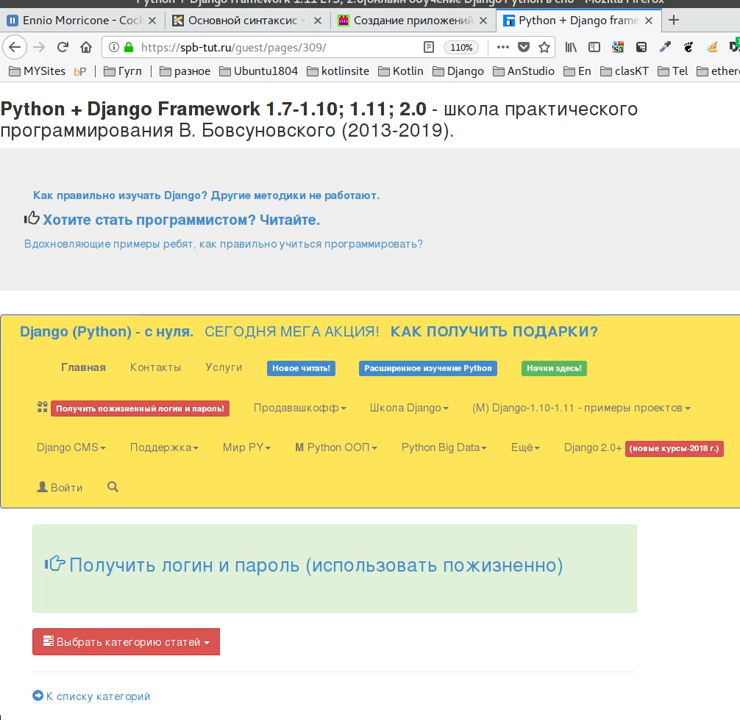 Ennio Morricone - Cock
Основной синтаксис -
Создание приложений
Python + Django frame
https://spb-tut.ru/guest/pages/309/
110%
MYSites
bP
Гугл
разное
Ubuntu1804
kotlinsite
Kotlin
Django
AnStudio
En
clasKT
Tel
Python + Django Framework 1.7-1.10; 1.11; 2.0 - школа практического
программирования В. Бовсуновского (2013-2019).
Как правильно изучать Django? Другие методики не работают.
Хотите стать программистом? Читайте.
Вдохновляющие примеры ребят, как правильно учиться программировать?
Django (Python) - с нуля. СЕГОДНЯ МЕГА АКЦИЯ! КАК ПОЛУЧИТЬ ПОДАРКИ?
Главная Контакты Услуги Новое читать! Расширенное изучение Python Начни здесь!
Получить пожизненный логин и пароль! Продавашкофф Школа Django (М) Django-1.10-1.11 - примеры проектов
Django CMS Поддержка Мир PY М Python ООП Python Big Data Ещё Django 2.0+ (новые курсы-2018 г.)
Войти
Получить логин и пароль (использовать пожизненно)
Выбрать категорию статей
К списку категорий